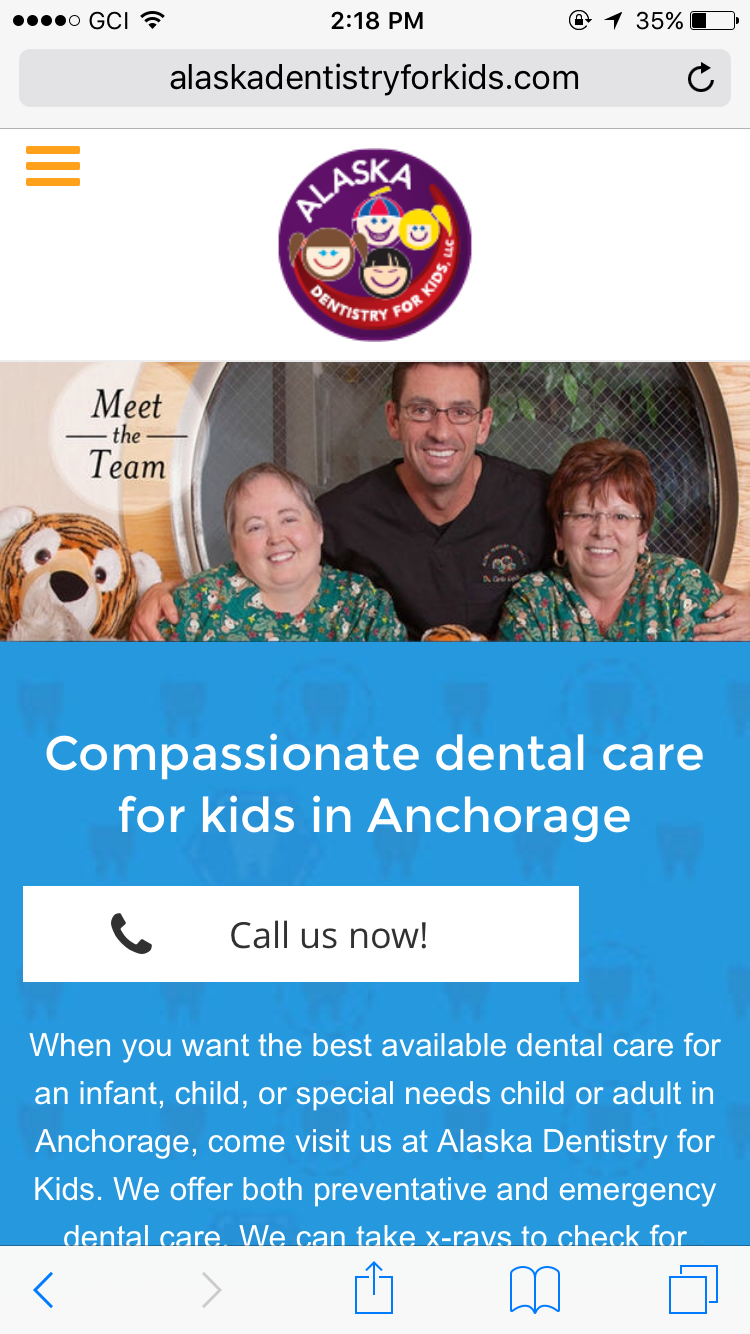 GCI 2:18 PM 35%
alaskadentistryforkids.com
ALASKA
DENTISTRY FOR KIDS, LLC
Meet
the
Team
Compassionate dental care
for kids in Anchorage
Call us now!
When you want the best available dental care for
an infant, child, or special needs child or adult in
Anchorage, come visit us at Alaska Dentistry for
Kids. We offer both preventative and emergency
dental care. We can take x-rays to check for